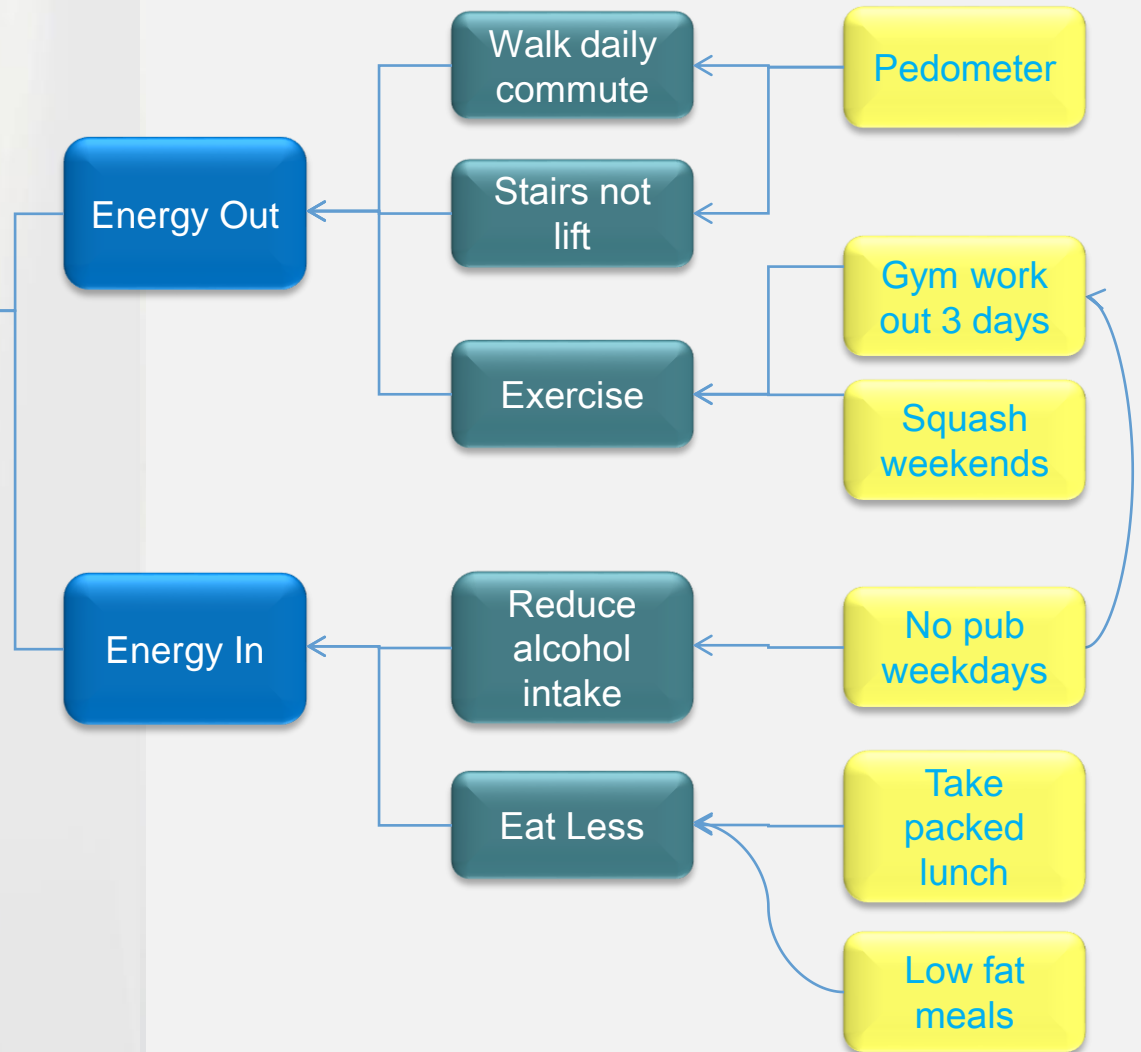 Walk daily
commute
Pedometer
Energy Out
Stairs not
lift
Gym work
out 3 days
Exercise
Squash
weekends
Energy In
Reduce
alcohol
intake
No pub
weekdays
Eat Less
Take
packed
lunch
Low fat
meals